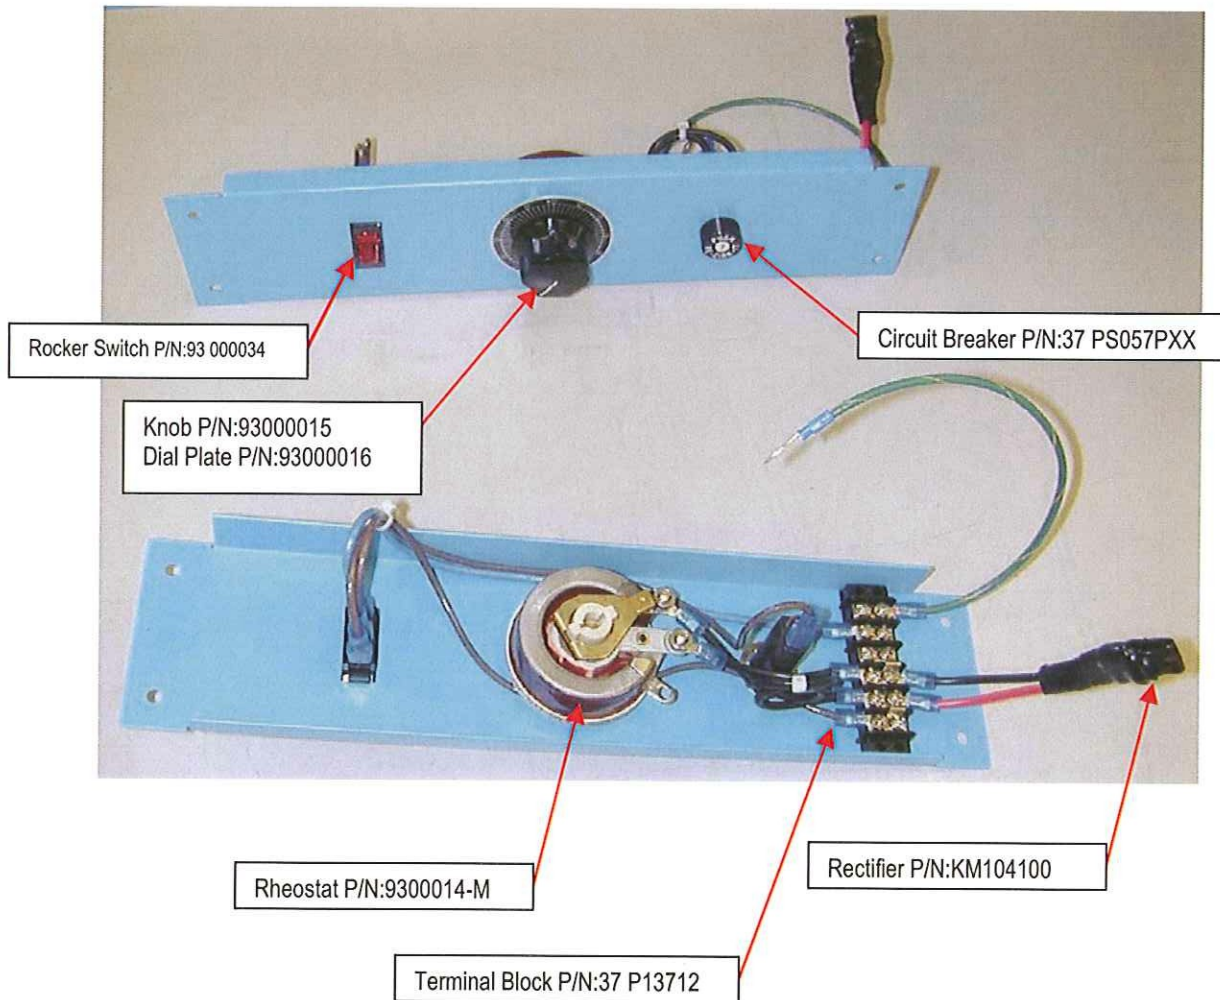 Rocker Switch P/N:93 000034
Circuit Breaker P/N:37 PS057PXX
Knob P/N:93000015
Dial Plate P/N:93000016
Rheostat P/N:9300014-M
Rectifier P/N:KM104100
Terminal Block P/N:37 P13712